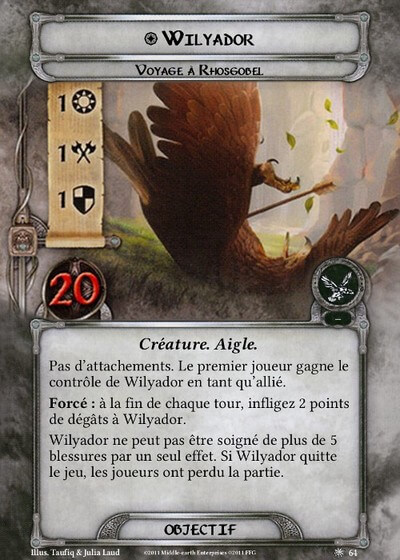 Wilyador
Voyage à Rhosgobel
1
1
1
20
Créature. Aigle.
Pas d'attachements. Le premier joueur gagne le
contrôle de Wilyador en tant qu'allié.
Forcé : à la fin de chaque tour, infligez 2 points
de dégâts à Wilyador.
Wilyador ne peut pas être soigné de plus de 5
blessures par un seul effet. Si Wilyador quitte
le jeu, les joueurs ont perdu la partie.
OBJECTIF
Illus. Taufiq & Julia Laud ©2011 Middle-earth Enterprises ©2011 FFG 64